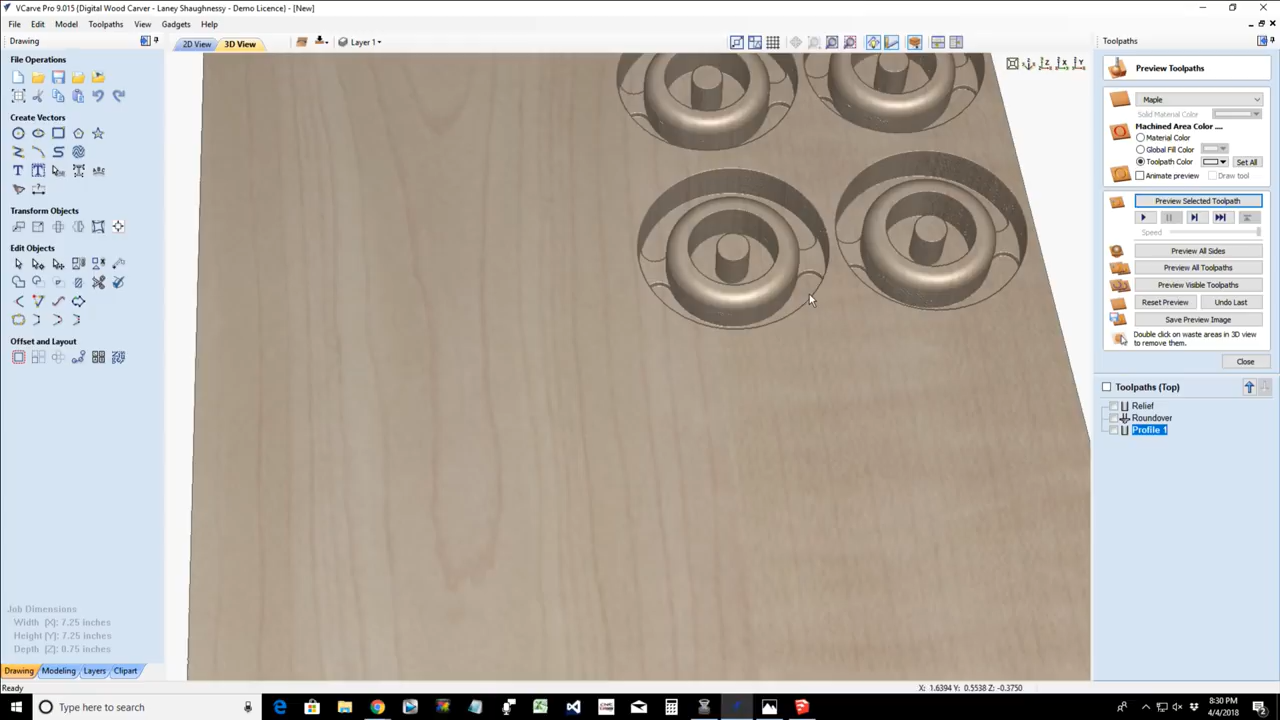 VCarve Pro 9.015 {Digital Wood Carver - Laney Shaughnessy - Demo Licence} - [New]
File Edit Model Toolpaths View Gadgets Help
Drawing
2D View
3D View
Layer 1
Toolpaths
File Operations
Create Vectors
Transform Objects
Edit Objects
Offset and Layout
Job Dimensions
Width (X): 7.25 inches
Height (Y): 7.25 inches
Depth (Z): 0.75 inches
Drawing Modeling Layers Clipart
Ready
X: 1.6394 Y: 0.5538 Z: -0.3750
Preview Toolpaths
Maple
Solid Material Color
Machined Area Color ....
Material Color
Global Fill Color
Toolpath Color
Set All
Animate preview
Draw tool
Preview Selected Toolpath
Speed
Preview All Sides
Preview All Toolpaths
Preview Visible Toolpaths
Reset Preview
Undo Last
Save Preview Image
Double click on waste areas in 3D view
to remove them.
Close
Toolpaths (Top)
Relief
Roundover
Profile 1
Type here to search
8:30 PM
4/4/2018